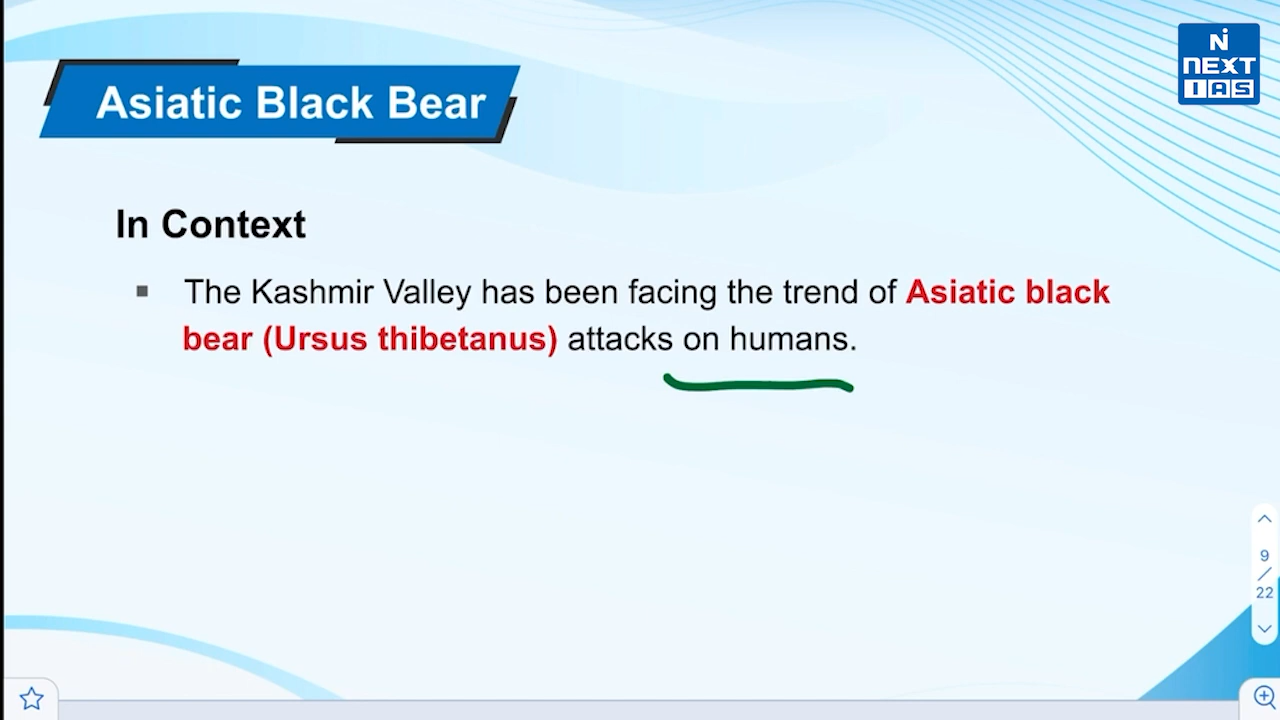 NEXT
IAS
Asiatic Black Bear
In Context
▪ The Kashmir Valley has been facing the trend of Asiatic black
bear (Ursus thibetanus) attacks on humans.
9
/
22